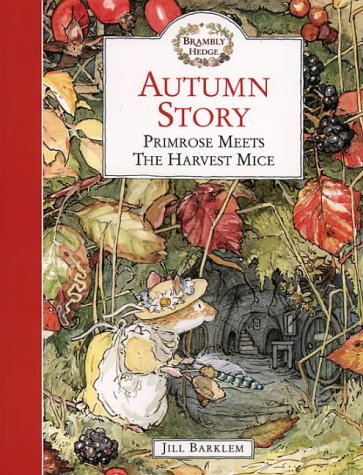 BRAMBLY
HEDGE
AUTUMN
STORY
PRIMROSE MEETS
THE HARVEST MICE
JILL BARKLEM